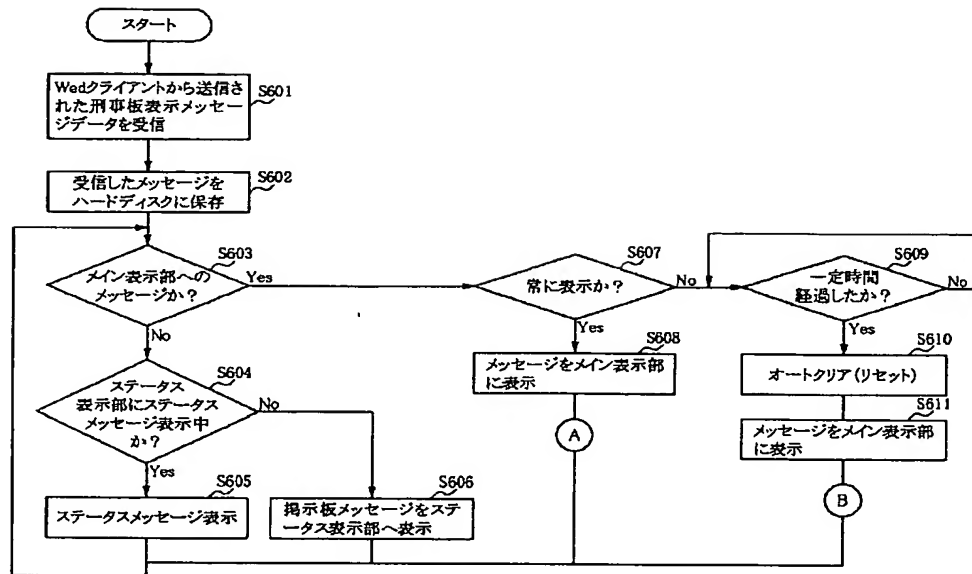 スタート
Wedクライアントから送信さ
れた刑事板表示メッセー
ジデータを受信
S601
受信したメッセージを
ハードディスクに保存
S602
メイン表示部への
メッセージか?
S603
Yes
No
常に表示か?
S607
No
Yes
一定時間
経過したか?
S609
No
Yes
ステータス
表示部にステータス
メッセージ表示中
か?
S604
No
Yes
メッセージをメイン表示部
に表示
S608
A
オートクリア(リセット)
S610
メッセージをメイン表示部
に表示
S611
B
ステータスメッセージ表示
S605
掲示板メッセージをステ
ータス表示部へ表示
S606